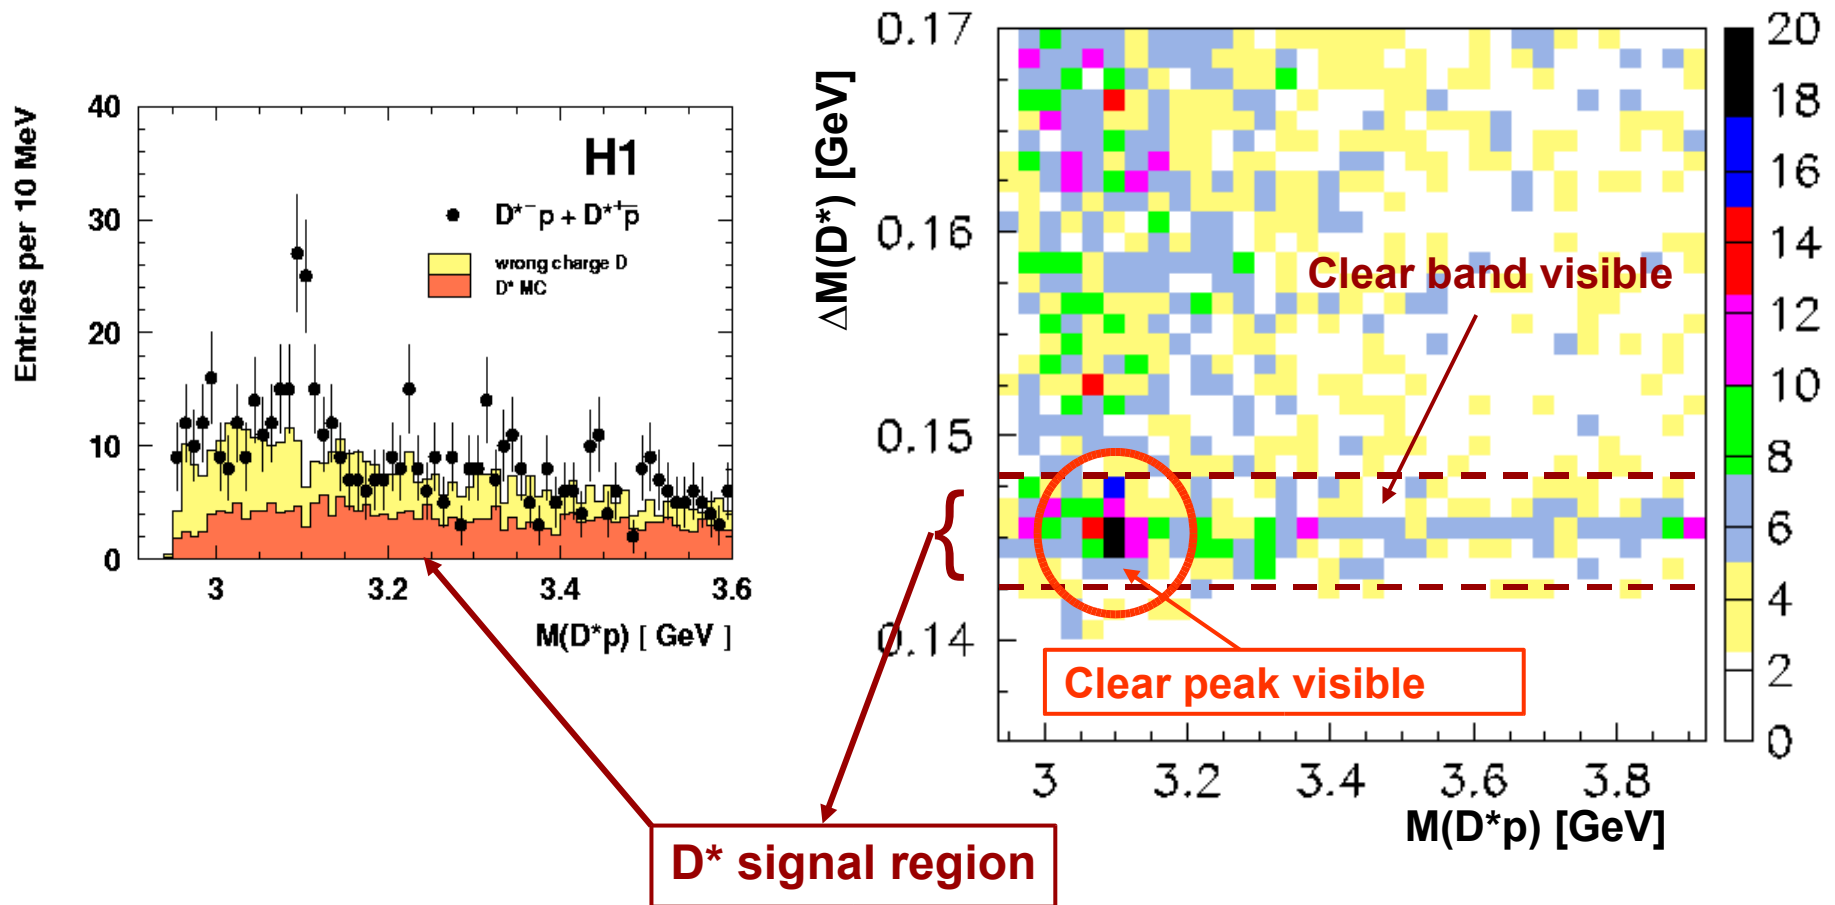 Entries per 10 MeV
40
30
20
10
0
H1
D*⁻p + D*⁺p̅
wrong charge D
D* MC
3
3.2
3.4
3.6
M(D*p) [ GeV ]
ΔM(D*) [GeV]
0.17
0.16
0.15
0.14
Clear band visible
{
Clear peak visible
3
3.2
3.4
3.6
3.8
M(D*p) [GeV]
20
18
16
14
12
10
8
6
4
2
0
D* signal region